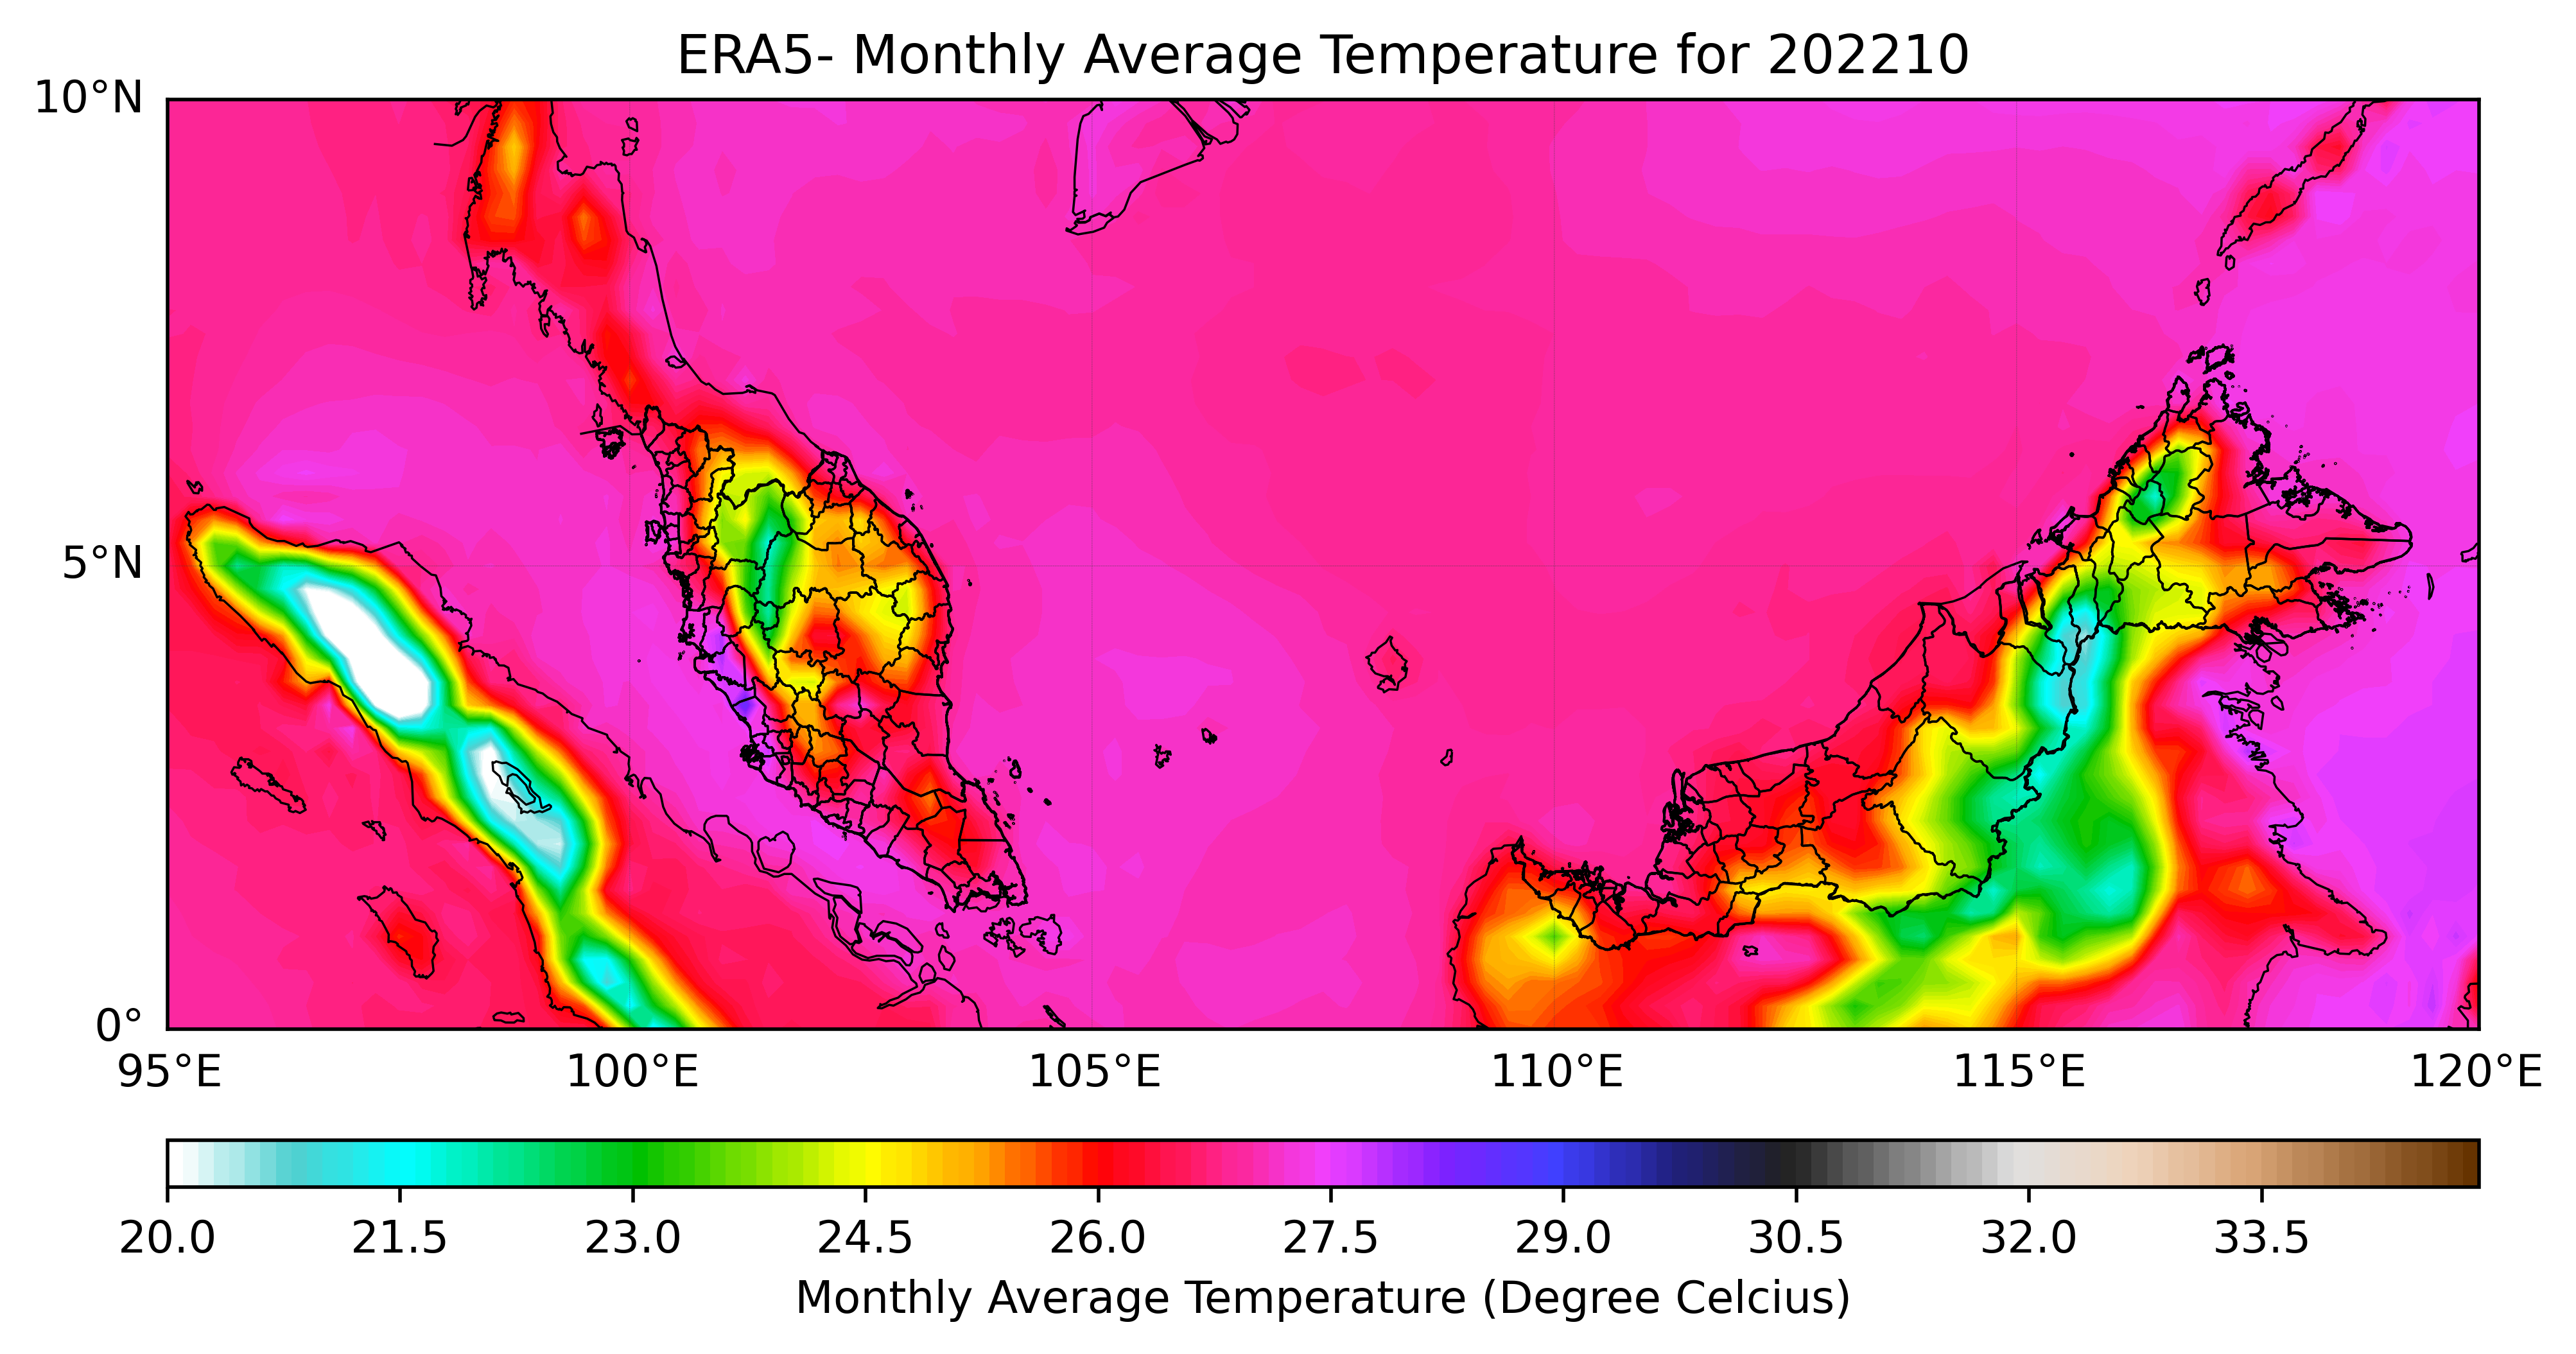 ERA5- Monthly Average Temperature for 202210
10°N
5°N
0°
95°E 100°E 105°E 110°E 115°E 120°E
20.0 21.5 23.0 24.5 26.0 27.5 29.0 30.5 32.0 33.5
Monthly Average Temperature (Degree Celcius)